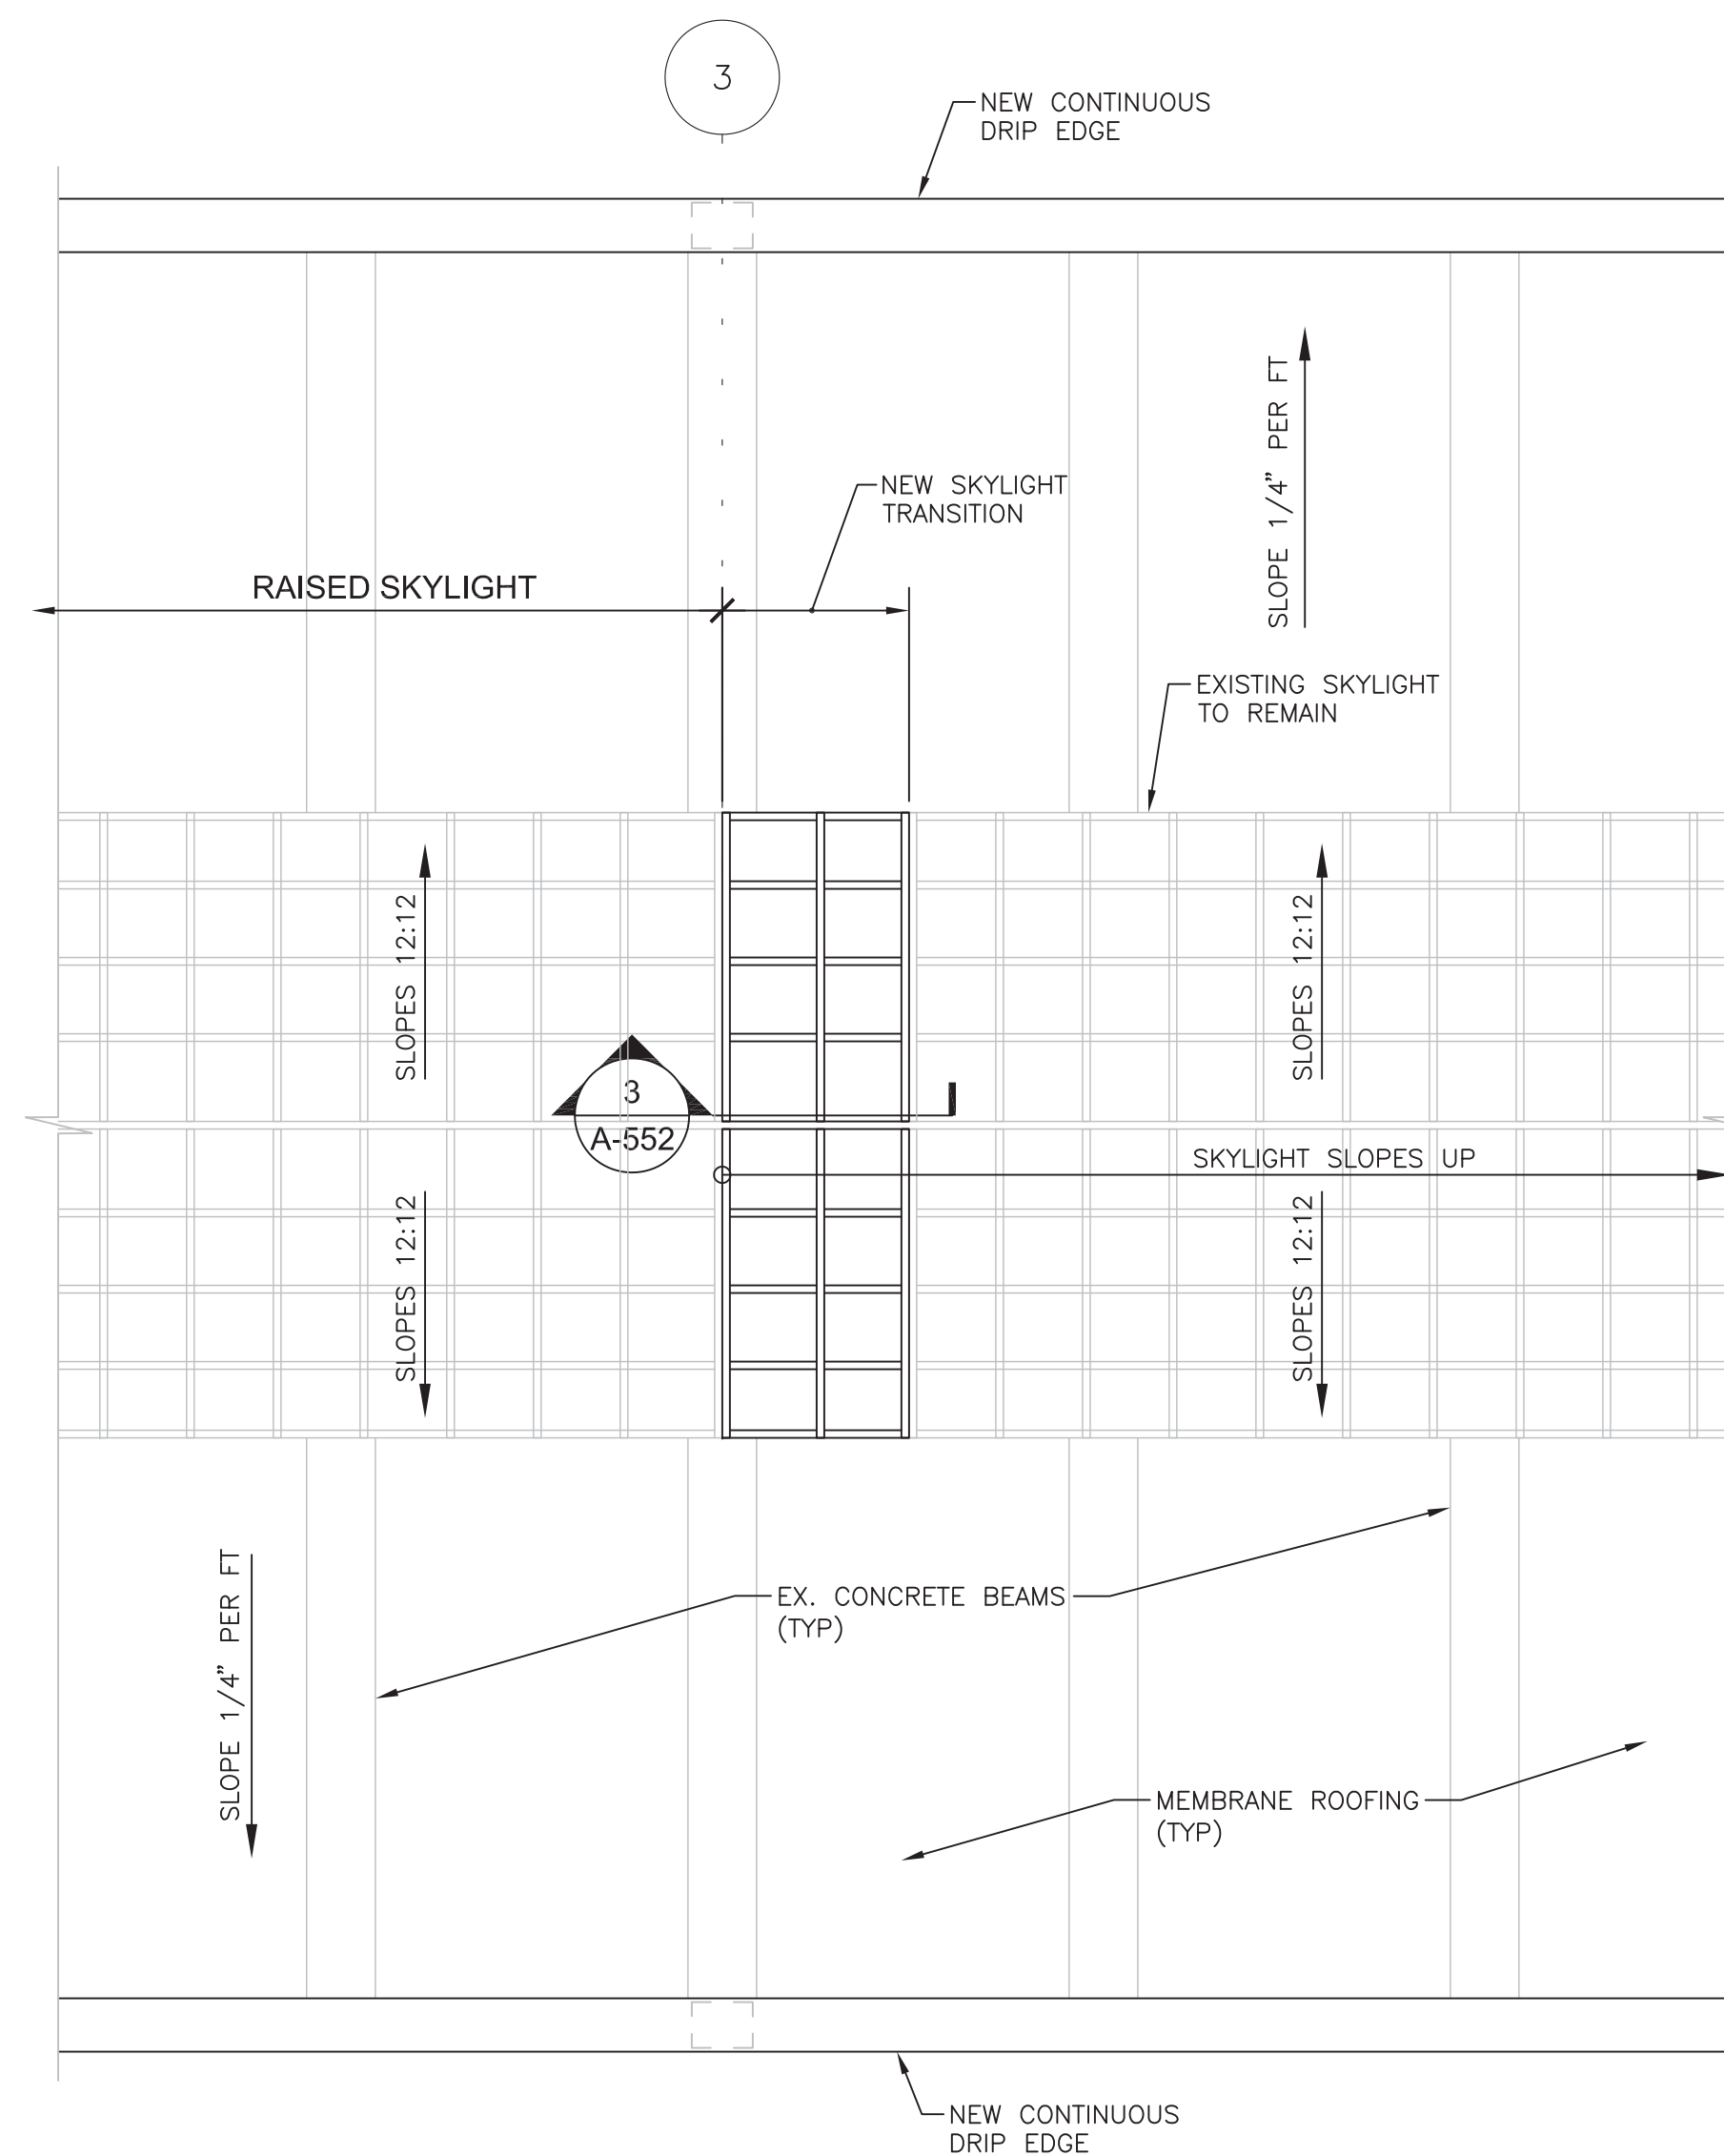 3
NEW CONTINUOUS
DRIP EDGE
SLOPE 1/4" PER FT
NEW SKYLIGHT
TRANSITION
RAISED SKYLIGHT
EXISTING SKYLIGHT
TO REMAIN
SLOPES 12:12
SLOPES 12:12
3
A-552
SKYLIGHT SLOPES UP
SLOPES 12:12
SLOPES 12:12
SLOPE 1/4" PER FT
EX. CONCRETE BEAMS
(TYP)
MEMBRANE ROOFING
(TYP)
NEW CONTINUOUS
DRIP EDGE